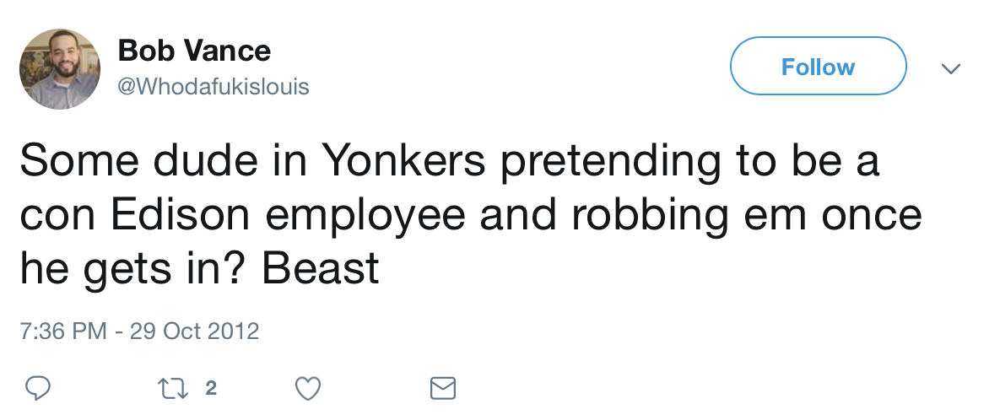 Bob Vance
@Whodafukislouis
Follow
Some dude in Yonkers pretending to be a
con Edison employee and robbing em once
he gets in? Beast
7:36 PM - 29 Oct 2012
2